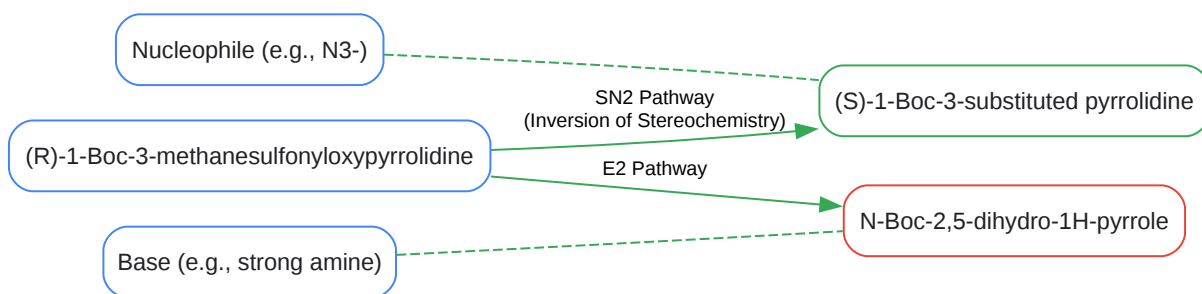 Nucleophile (e.g., N3-)
(S)-1-Boc-3-substituted pyrrolidine
SN2 Pathway
(Inversion of Stereochemistry)
(R)-1-Boc-3-methanesulfonyloxypyrrolidine
E2 Pathway
N-Boc-2,5-dihydro-1H-pyrrole
Base (e.g., strong amine)